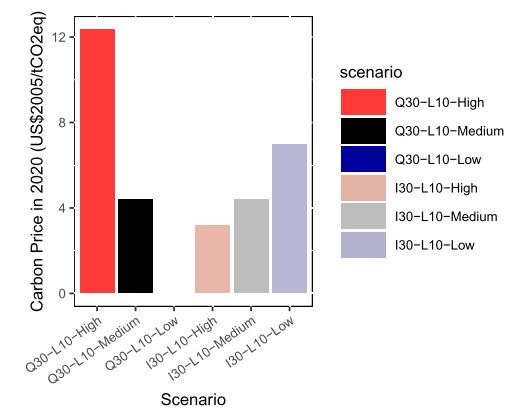 Carbon Price in 2020 (US$2005/tCO2eq)
12
8
4
0
Q30−L10−High
Q30−L10−Medium
Q30−L10−Low
I30−L10−High
I30−L10−Medium
I30−L10−Low
Scenario
scenario
Q30−L10−High
Q30−L10−Medium
Q30−L10−Low
I30−L10−High
I30−L10−Medium
I30−L10−Low